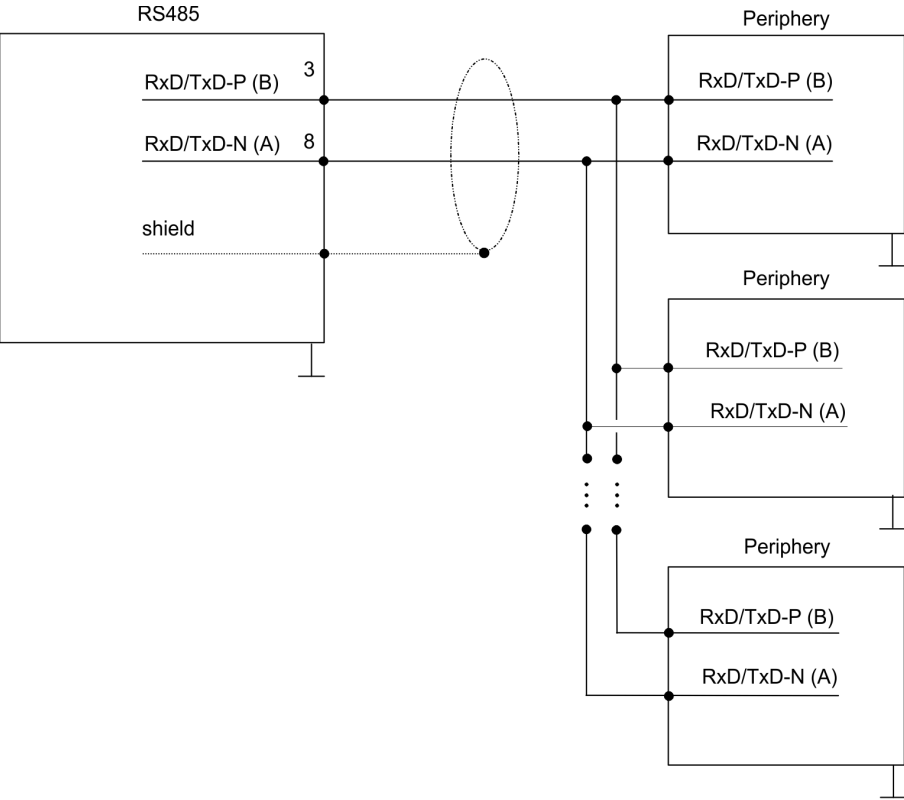 RS485
RxD/TxD-P (B) 3
RxD/TxD-N (A) 8
shield
Periphery
RxD/TxD-P (B)
RxD/TxD-N (A)
Periphery
RxD/TxD-P (B)
RxD/TxD-N (A)
Periphery
RxD/TxD-P (B)
RxD/TxD-N (A)